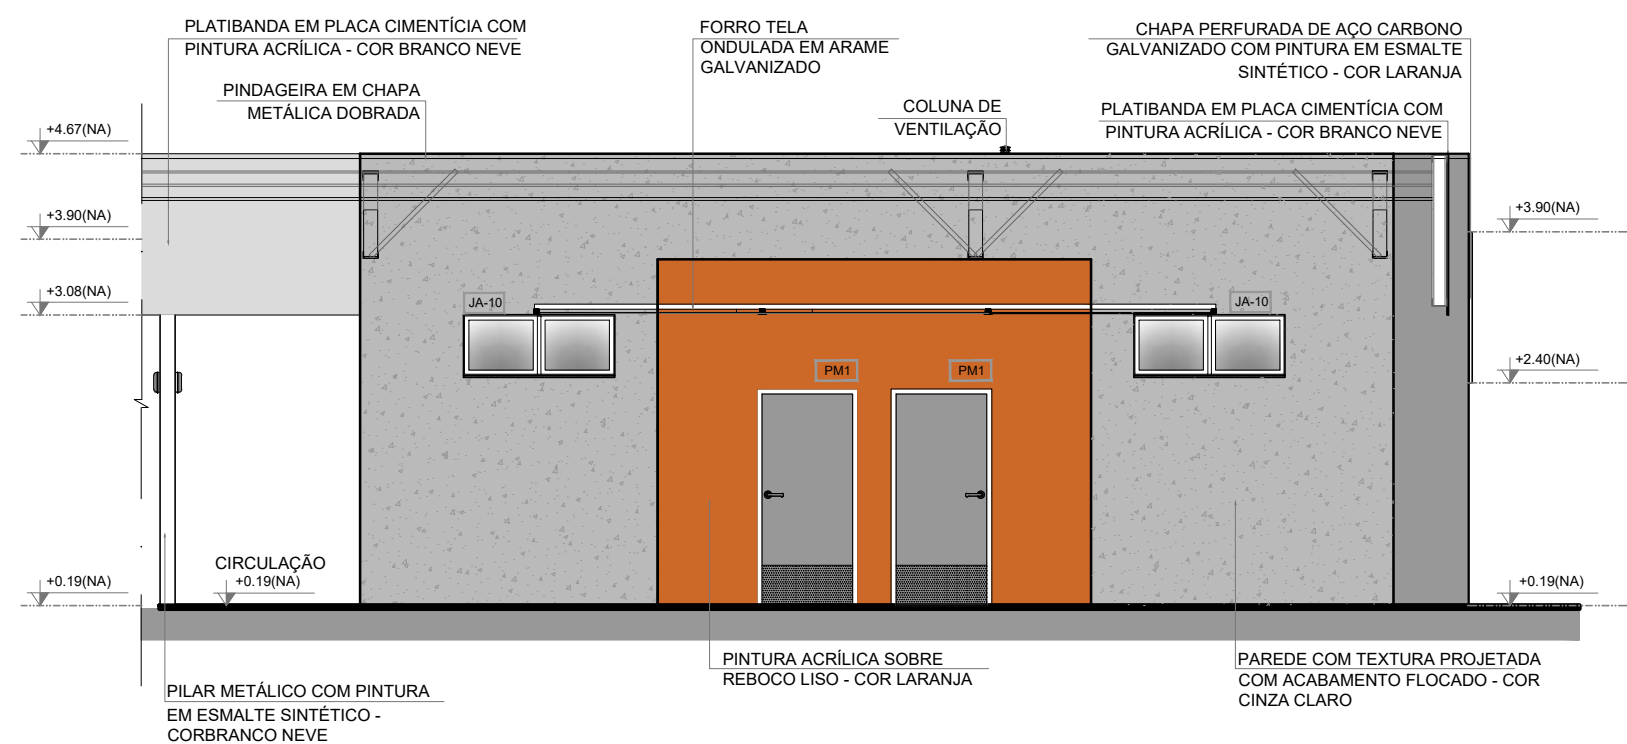 PLATIBANDA EM PLACA CIMENTÍCIA COM
PINTURA ACRÍLICA - COR BRANCO NEVE
FORRO TELA
ONDULADA EM ARAME
GALVANIZADO
CHAPA PERFURADA DE AÇO CARBONO
GALVANIZADO COM PINTURA EM ESMALTE
SINTÉTICO - COR LARANJA
PINDAGEIRA EM CHAPA
METÁLICA DOBRADA
COLUNA DE
VENTILAÇÃO
PLATIBANDA EM PLACA CIMENTÍCIA COM
PINTURA ACRÍLICA - COR BRANCO NEVE
+4.67(NA)
+3.90(NA)
+3.90(NA)
+3.08(NA)
JA-10
JA-10
PM1
PM1
+2.40(NA)
CIRCULAÇÃO
+0.19(NA)
+0.19(NA)
+0.19(NA)
PINTURA ACRÍLICA SOBRE
REBOCO LISO - COR LARANJA
PAREDE COM TEXTURA PROJETADA
COM ACABAMENTO FLOCADO - COR
CINZA CLARO
PILAR METÁLICO COM PINTURA
EM ESMALTE SINTÉTICO -
CORBRANCO NEVE